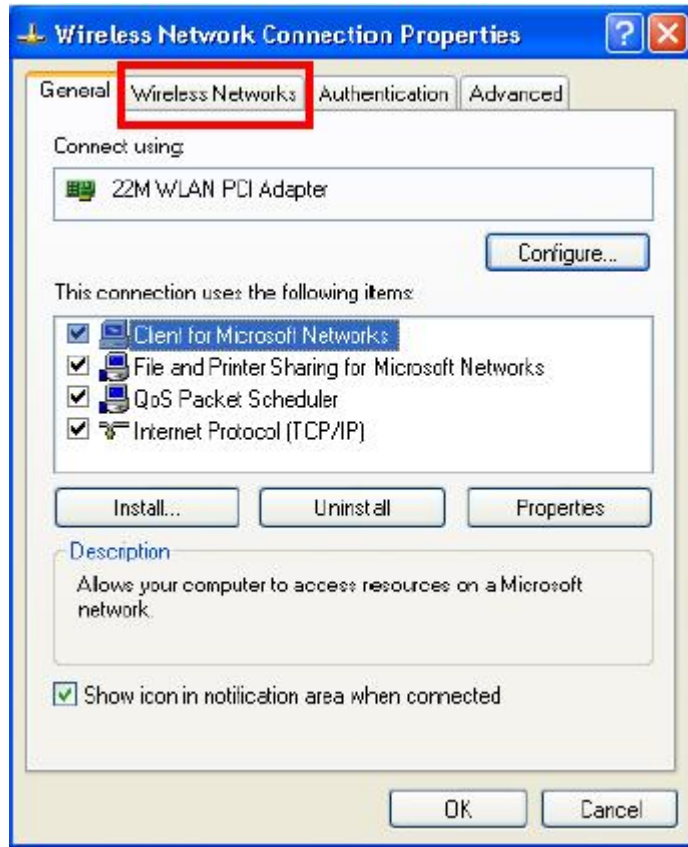 Wireless Network Connection Properties
General Wireless Networks Authentication Advanced
Connect using:
22M WLAN PCI Adapter
Configure...
This connection uses the following items:
Client for Microsoft Networks
File and Printer Sharing for Microsoft Networks
QoS Packet Scheduler
Internet Protocol (TCP/IP)
Install... Uninstall Properties
Description
Allows your computer to access resources on a Microsoft
network.
Show icon in notification area when connected
OK Cancel